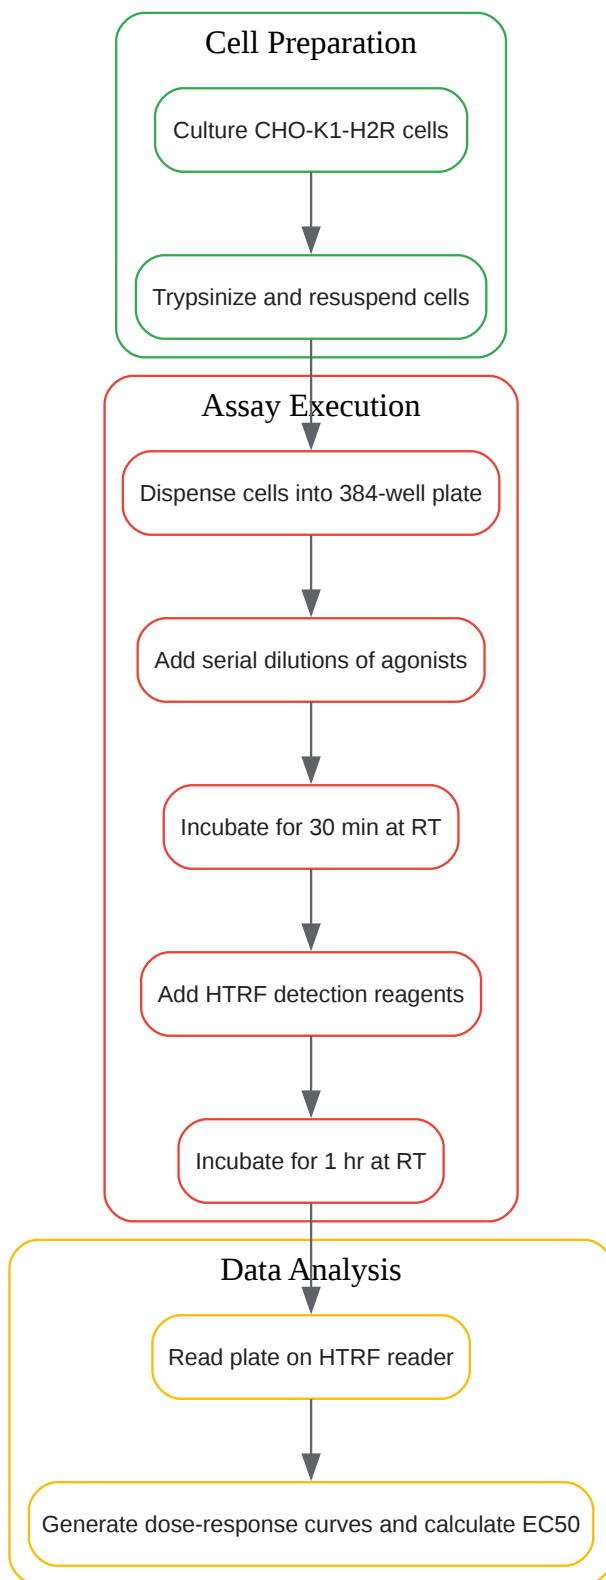 Cell Preparation
Culture CHO-K1-H2R cells
Trypsinize and resuspend cells
Assay Execution
Dispense cells into 384-well plate
Add serial dilutions of agonists
Incubate for 30 min at RT
Add HTRF detection reagents
Incubate for 1 hr at RT
Data Analysis
Read plate on HTRF reader
Generate dose-response curves and calculate EC50